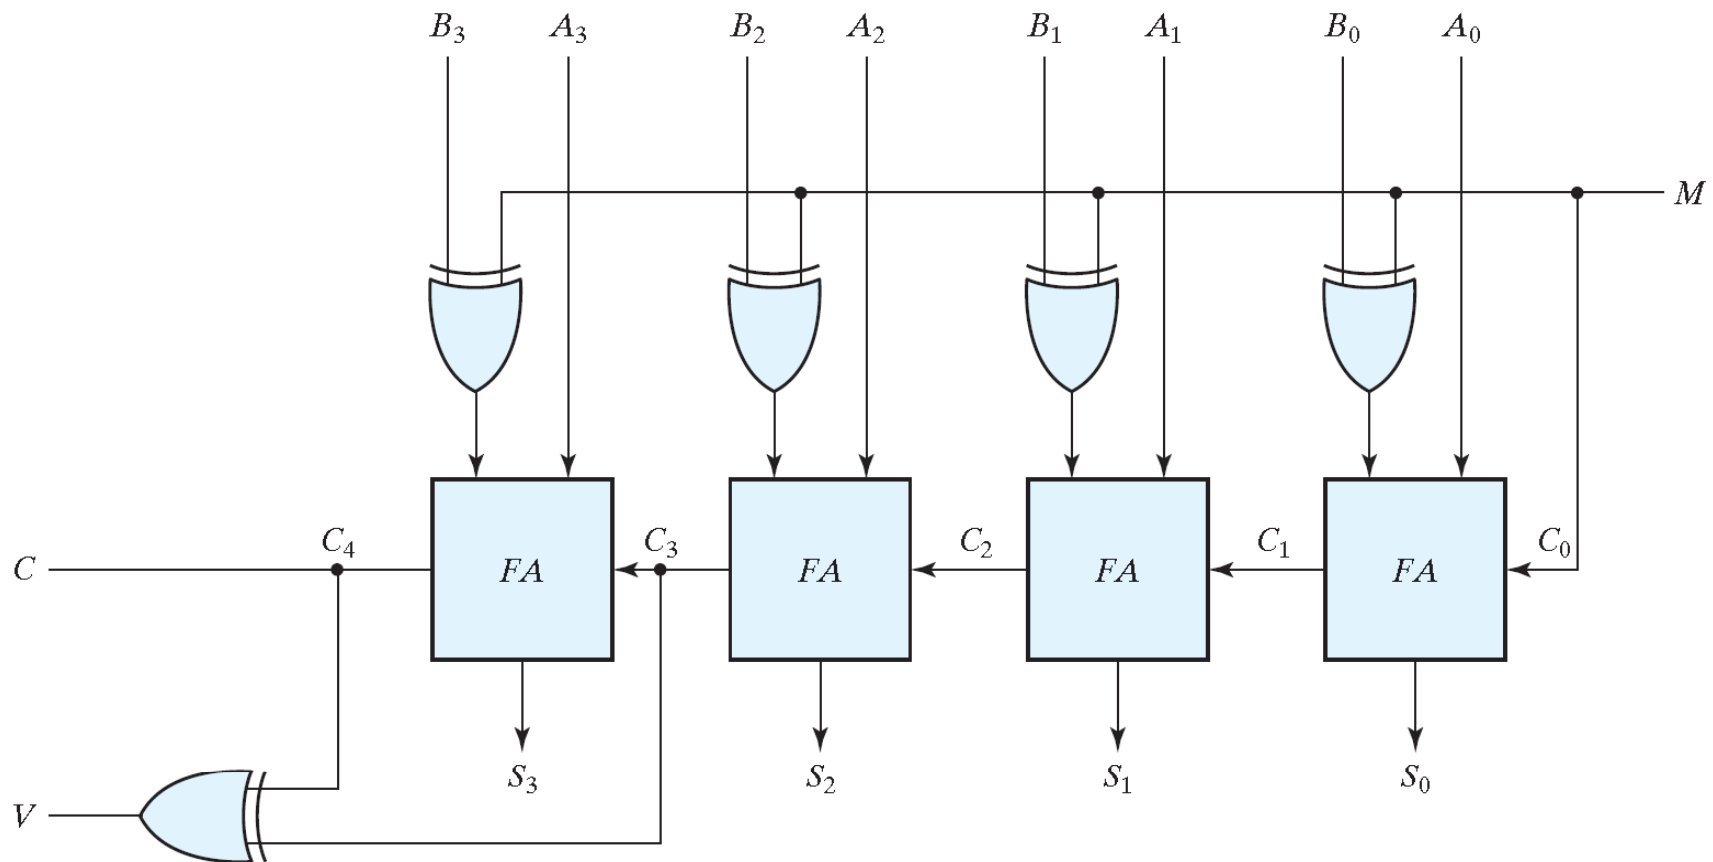 B₃ A₃ B₂ A₂ B₁ A₁ B₀ A₀
M
C₄ C₃ C₂ C₁ C₀
C FA FA FA FA
S₃ S₂ S₁ S₀
V